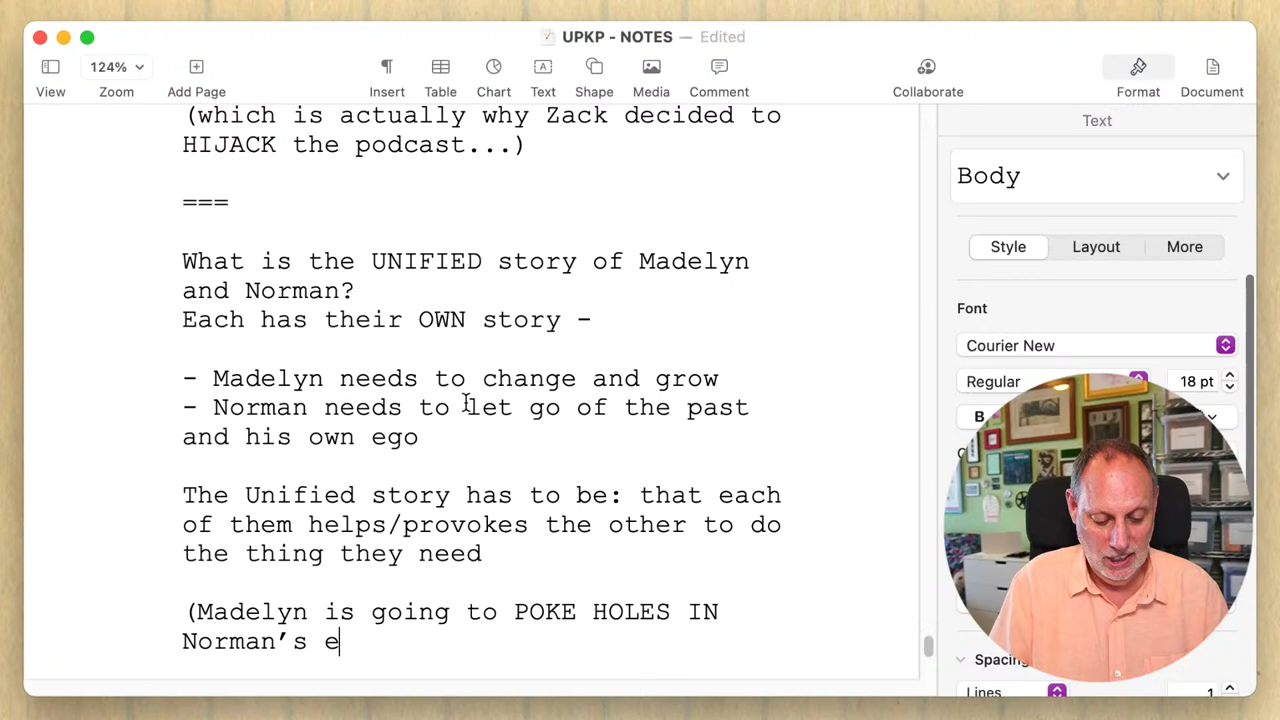 UPKP - NOTES — Edited
124%
View
Zoom
Add Page
Insert
Table
Chart
Text
Shape
Media
Comment
Collaborate
Format
Document
(which is actually why Zack decided to
HIJACK the podcast...)
===
What is the UNIFIED story of Madelyn
and Norman?
Each has their OWN story -
- Madelyn needs to change and grow
- Norman needs to let go of the past
and his own ego
The Unified story has to be: that each
of them helps/provokes the other to do
the thing they need
(Madelyn is going to POKE HOLES IN
Norman’s e
Text
Body
Style
Layout
More
Font
Courier New
Regular
18 pt
B
Spacing
Lines
1